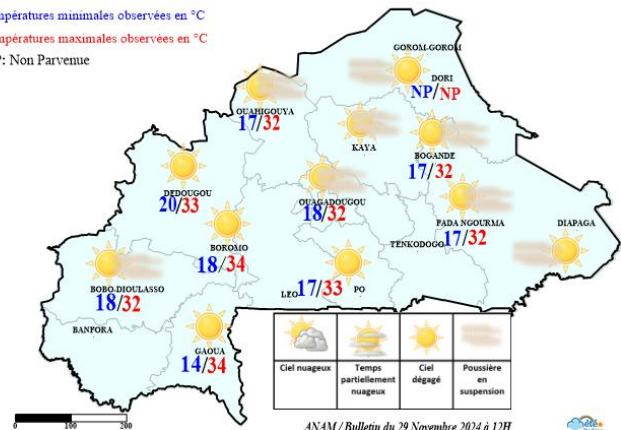 mpératures minimales observées en °C
mpératures maximales observées en °C
: Non Parvenue
GOROM-GOROM
DORI
NP/NP
OUAHIGOUYA
17/32
KAYA
BOGANDE
17/32
DEDOUGOU
20/33
OUAGADOUGOU
18/32
FADA NGOURMA
17/32
DIAPAGA
BOROMO
18/34
TENKODOGO
BOBO-DIOULASSO
18/32
LEO
17/33
PO
BANFORA
GAOUA
14/34
Ciel nuageux
Temps partiellement nuageux
Ciel dégagé
Poussière en suspension
0 100 200
ANAM / Bulletin du 29 Novembre 2024 à 12H